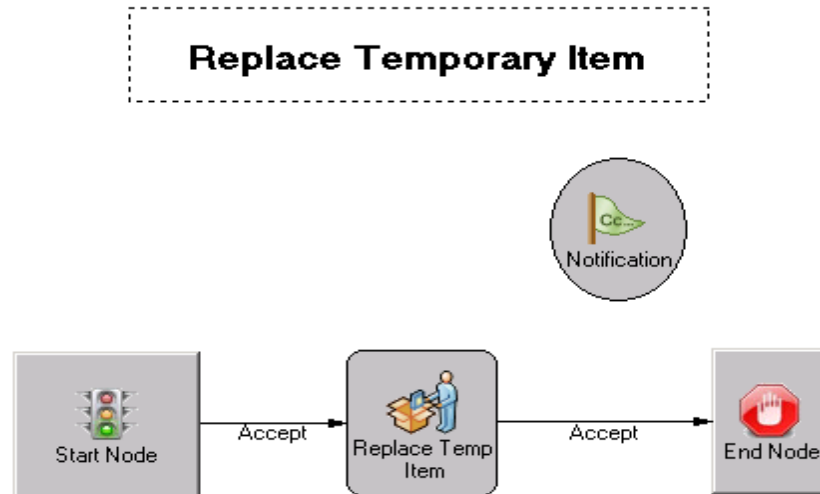 Replace Temporary Item
Cc...
Notification
Start Node
Accept
Replace Temp
Item
Accept
End Node